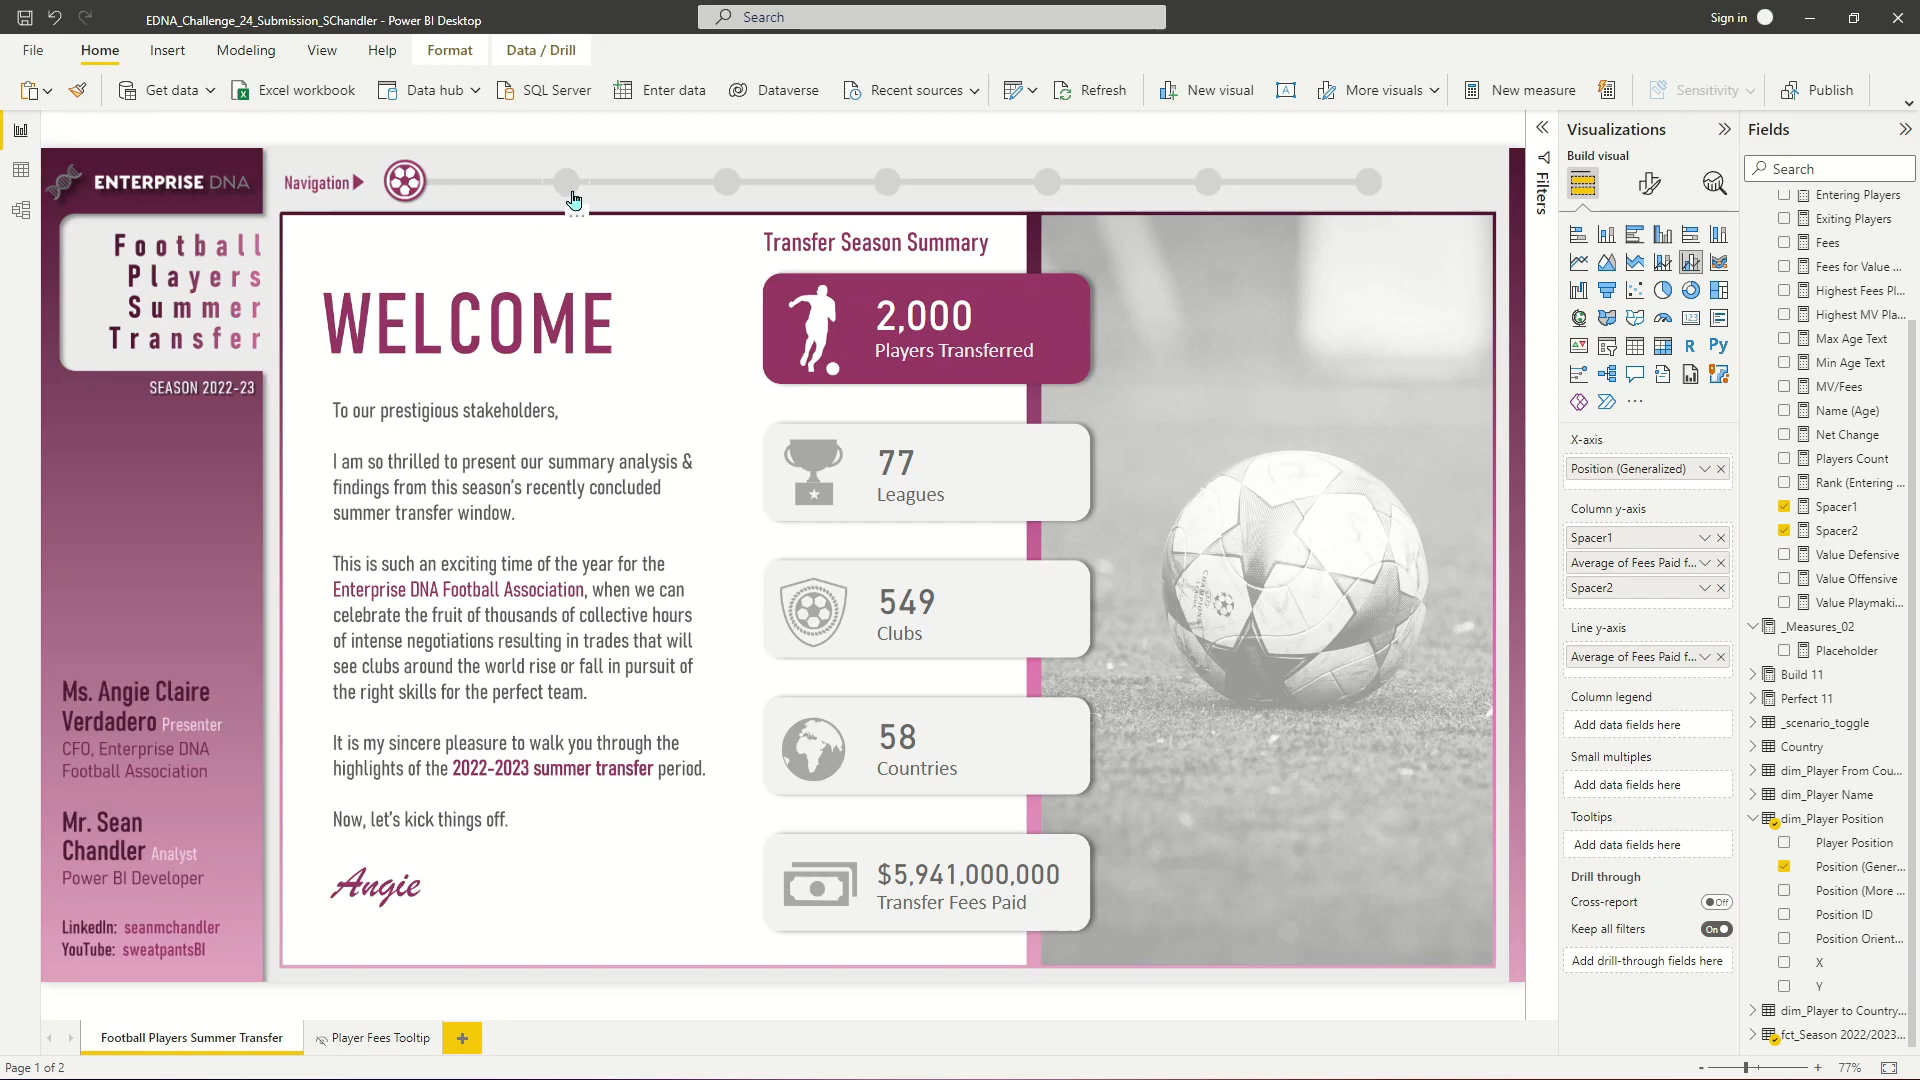 EDNA_Challenge_24_Submission_SChandler - Power BI Desktop
Search
Sign in
File
Home
Insert
Modeling
View
Help
Format
Data / Drill
Get data
Excel workbook
Data hub
SQL Server
Enter data
Dataverse
Recent sources
Refresh
New visual
More visuals
New measure
Sensitivity
Publish
ENTERPRISE DNA
Football
Players
Summer
Transfer
SEASON 2022-23
Ms. Angie Claire
Verdadero Presenter
CFO, Enterprise DNA
Football Association
Mr. Sean
Chandler Analyst
Power BI Developer
LinkedIn: seanmchandler
YouTube: sweatpantsBI
Navigation
WELCOME
To our prestigious stakeholders,
I am so thrilled to present our summary analysis &
findings from this season's recently concluded
summer transfer window.
This is such an exciting time of the year for the
Enterprise DNA Football Association, when we can
celebrate the fruit of thousands of collective hours
of intense negotiations resulting in trades that will
see clubs around the world rise or fall in pursuit of
the right skills for the perfect team.
It is my sincere pleasure to walk you through the
highlights of the 2022-2023 summer transfer period.
Now, let's kick things off.
Angie
Transfer Season Summary
2,000
Players Transferred
77
Leagues
549
Clubs
58
Countries
$5,941,000,000
Transfer Fees Paid
Filters
Visualizations
Build visual
123
R
Py
X-axis
Position (Generalized)
Column y-axis
Spacer1
Average of Fees Paid f...
Spacer2
Line y-axis
Average of Fees Paid f...
Column legend
Add data fields here
Small multiples
Add data fields here
Tooltips
Add data fields here
Drill through
Cross-report
Off
Keep all filters
On
Add drill-through fields here
Fields
Search
Entering Players
Exiting Players
Fees
Fees for Value ...
Highest Fees Pl...
Highest MV Pla...
Max Age Text
Min Age Text
MV/Fees
Name (Age)
Net Change
Players Count
Rank (Entering ...
Spacer1
Spacer2
Value Defensive
Value Offensive
Value Playmaki...
_Measures_02
Placeholder
Build 11
Perfect 11
_scenario_toggle
Country
dim_Player From Cou...
dim_Player Name
dim_Player Position
Player Position
Position (Gener...
Position (More ...
Position ID
Position Orient...
X
Y
dim_Player to Country...
fct_Season 2022/2023...
Football Players Summer Transfer
Player Fees Tooltip
Page 1 of 2
77%